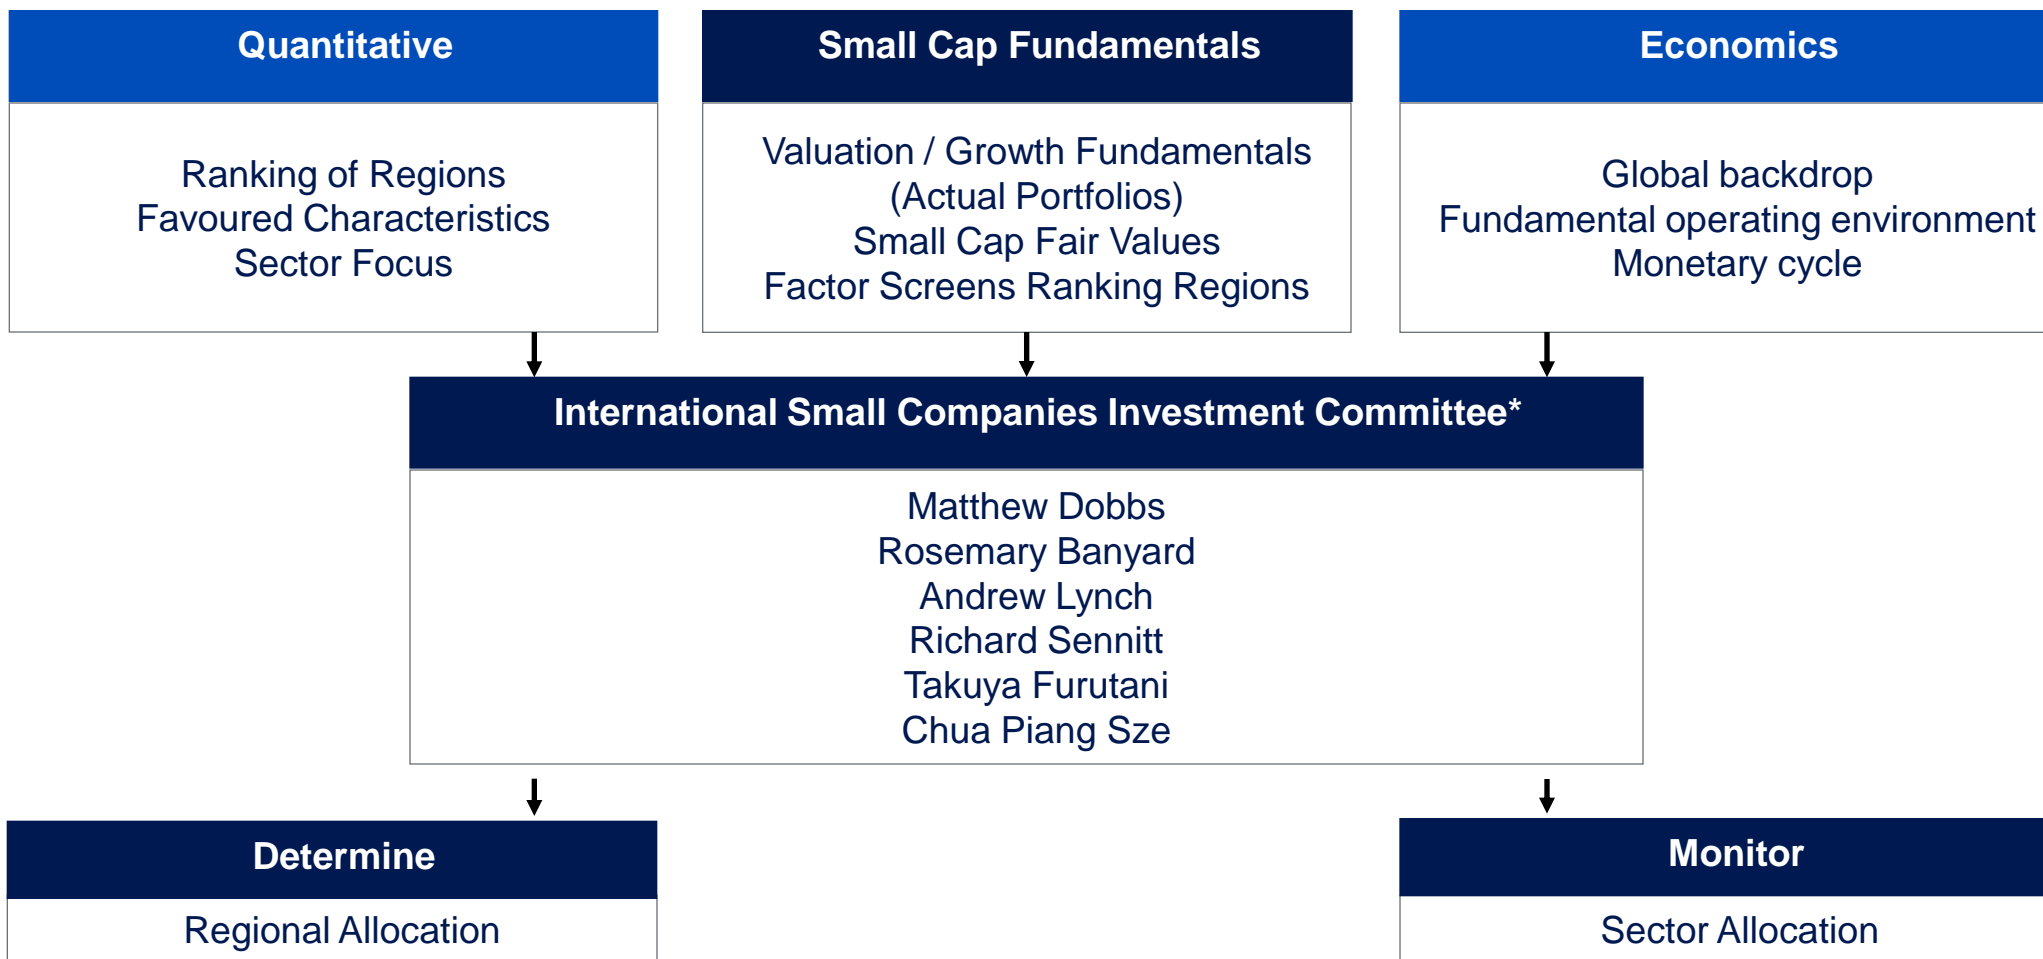 Quantitative
Ranking of Regions
Favoured Characteristics
Sector Focus
Small Cap Fundamentals
Valuation / Growth Fundamentals
(Actual Portfolios)
Small Cap Fair Values
Factor Screens Ranking Regions
Economics
Global backdrop
Fundamental operating environment
Monetary cycle
International Small Companies Investment Committee*
Matthew Dobbs
Rosemary Banyard
Andrew Lynch
Richard Sennitt
Takuya Furutani
Chua Piang Sze
Determine
Regional Allocation
Monitor
Sector Allocation